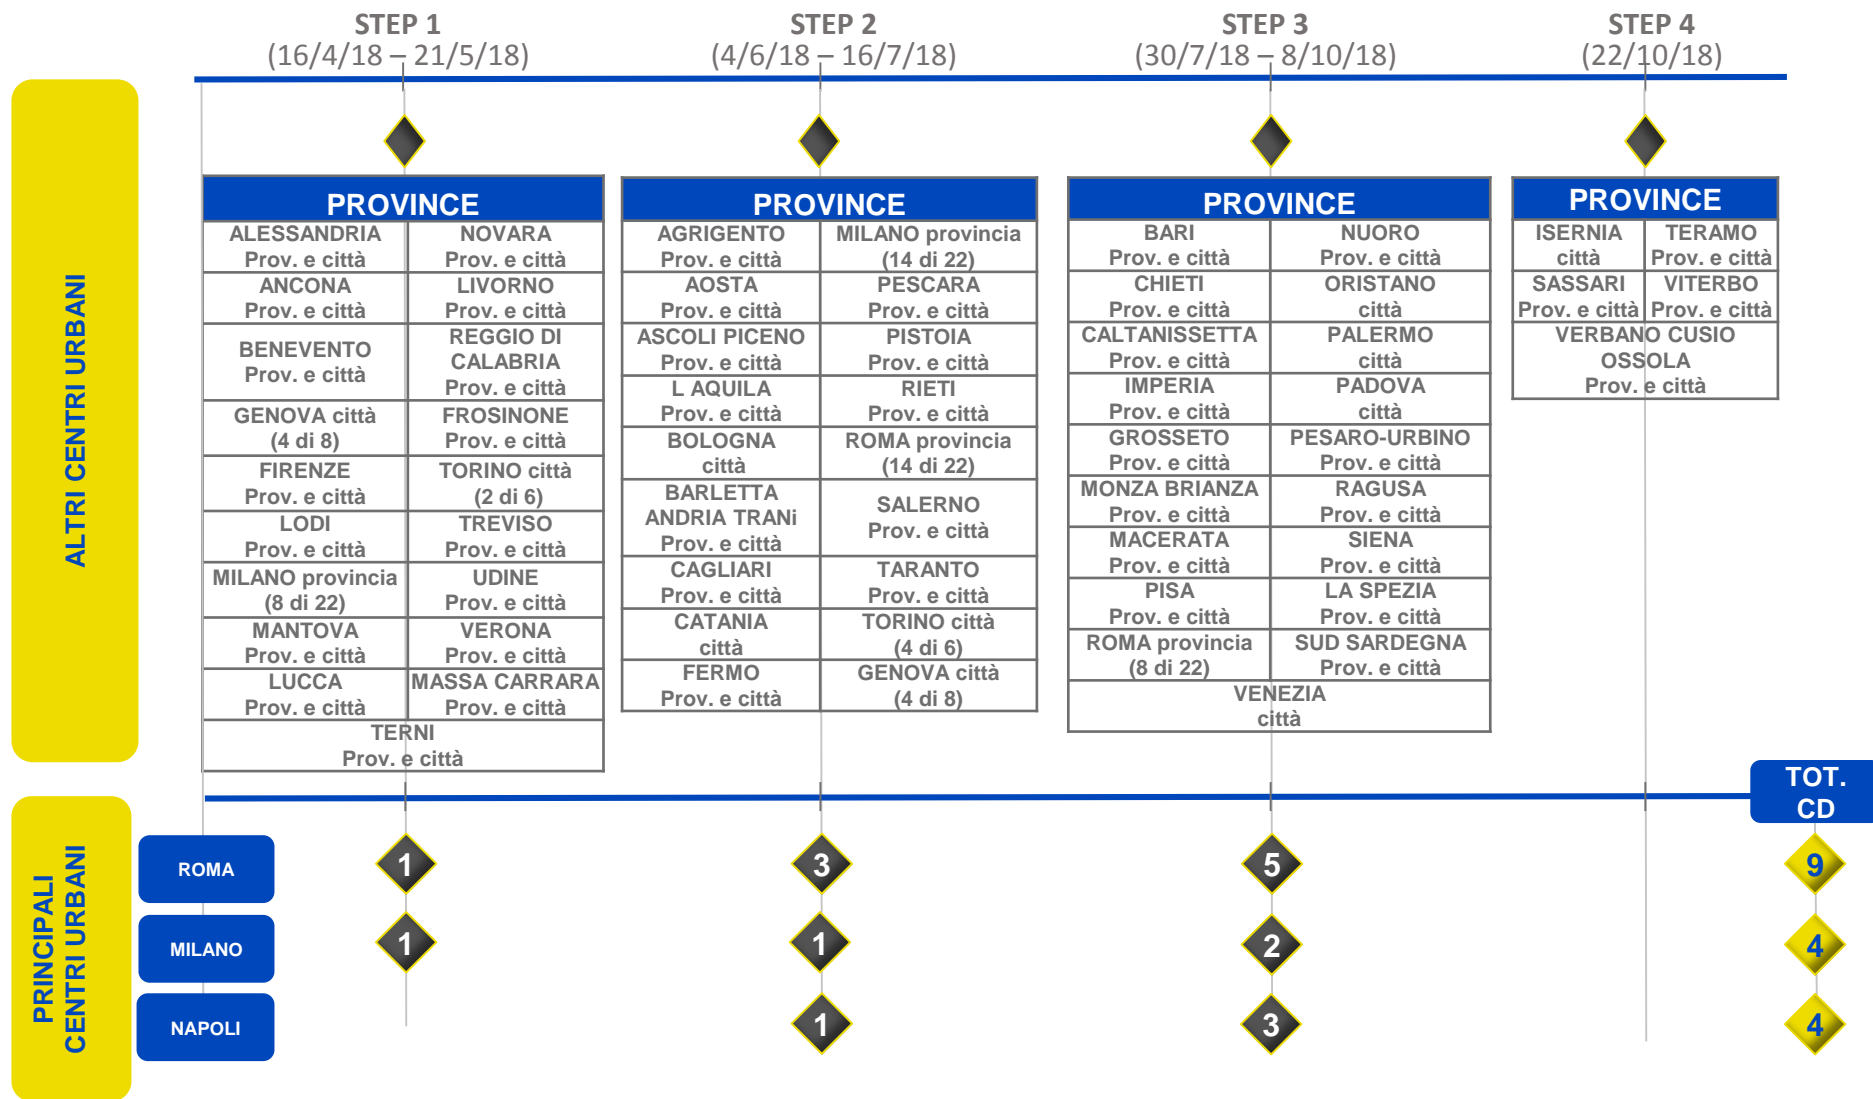 STEP 1
(16/4/18 – 21/5/18)
STEP 2
(4/6/18 – 16/7/18)
STEP 3
(30/7/18 – 8/10/18)
STEP 4
(22/10/18)
ALTRI CENTRI URBANI
PROVINCE
ALESSANDRIA
Prov. e città
NOVARA
Prov. e città
ANCONA
Prov. e città
LIVORNO
Prov. e città
BENEVENTO
Prov. e città
REGGIO DI
CALABRIA
Prov. e città
GENOVA città
(4 di 8)
FROSINONE
Prov. e città
FIRENZE
Prov. e città
TORINO città
(2 di 6)
LODI
Prov. e città
TREVISO
Prov. e città
MILANO provincia
(8 di 22)
UDINE
Prov. e città
MANTOVA
Prov. e città
VERONA
Prov. e città
LUCCA
Prov. e città
MASSA CARRARA
Prov. e città
TERNI
Prov. e città
PROVINCE
AGRIGENTO
Prov. e città
MILANO provincia
(14 di 22)
AOSTA
Prov. e città
PESCARA
Prov. e città
ASCOLI PICENO
Prov. e città
PISTOIA
Prov. e città
L AQUILA
Prov. e città
RIETI
Prov. e città
BOLOGNA
città
ROMA provincia
(14 di 22)
BARLETTA
ANDRIA TRANi
Prov. e città
SALERNO
Prov. e città
CAGLIARI
Prov. e città
TARANTO
Prov. e città
CATANIA
città
TORINO città
(4 di 6)
FERMO
Prov. e città
GENOVA città
(4 di 8)
PROVINCE
BARI
Prov. e città
NUORO
Prov. e città
CHIETI
Prov. e città
ORISTANO
città
CALTANISSETTA
Prov. e città
PALERMO
città
IMPERIA
Prov. e città
PADOVA
città
GROSSETO
Prov. e città
PESARO-URBINO
Prov. e città
MONZA BRIANZA
Prov. e città
RAGUSA
Prov. e città
MACERATA
Prov. e città
SIENA
Prov. e città
PISA
Prov. e città
LA SPEZIA
Prov. e città
ROMA provincia
(8 di 22)
SUD SARDEGNA
Prov. e città
VENEZIA
città
PROVINCE
ISERNIA
città
TERAMO
Prov. e città
SASSARI
Prov. e città
VITERBO
Prov. e città
VERBANO CUSIO
OSSOLA
Prov. e città
TOT.
CD
PRINCIPALI
CENTRI URBANI
ROMA
1
3
5
9
MILANO
1
1
2
4
NAPOLI
1
3
4